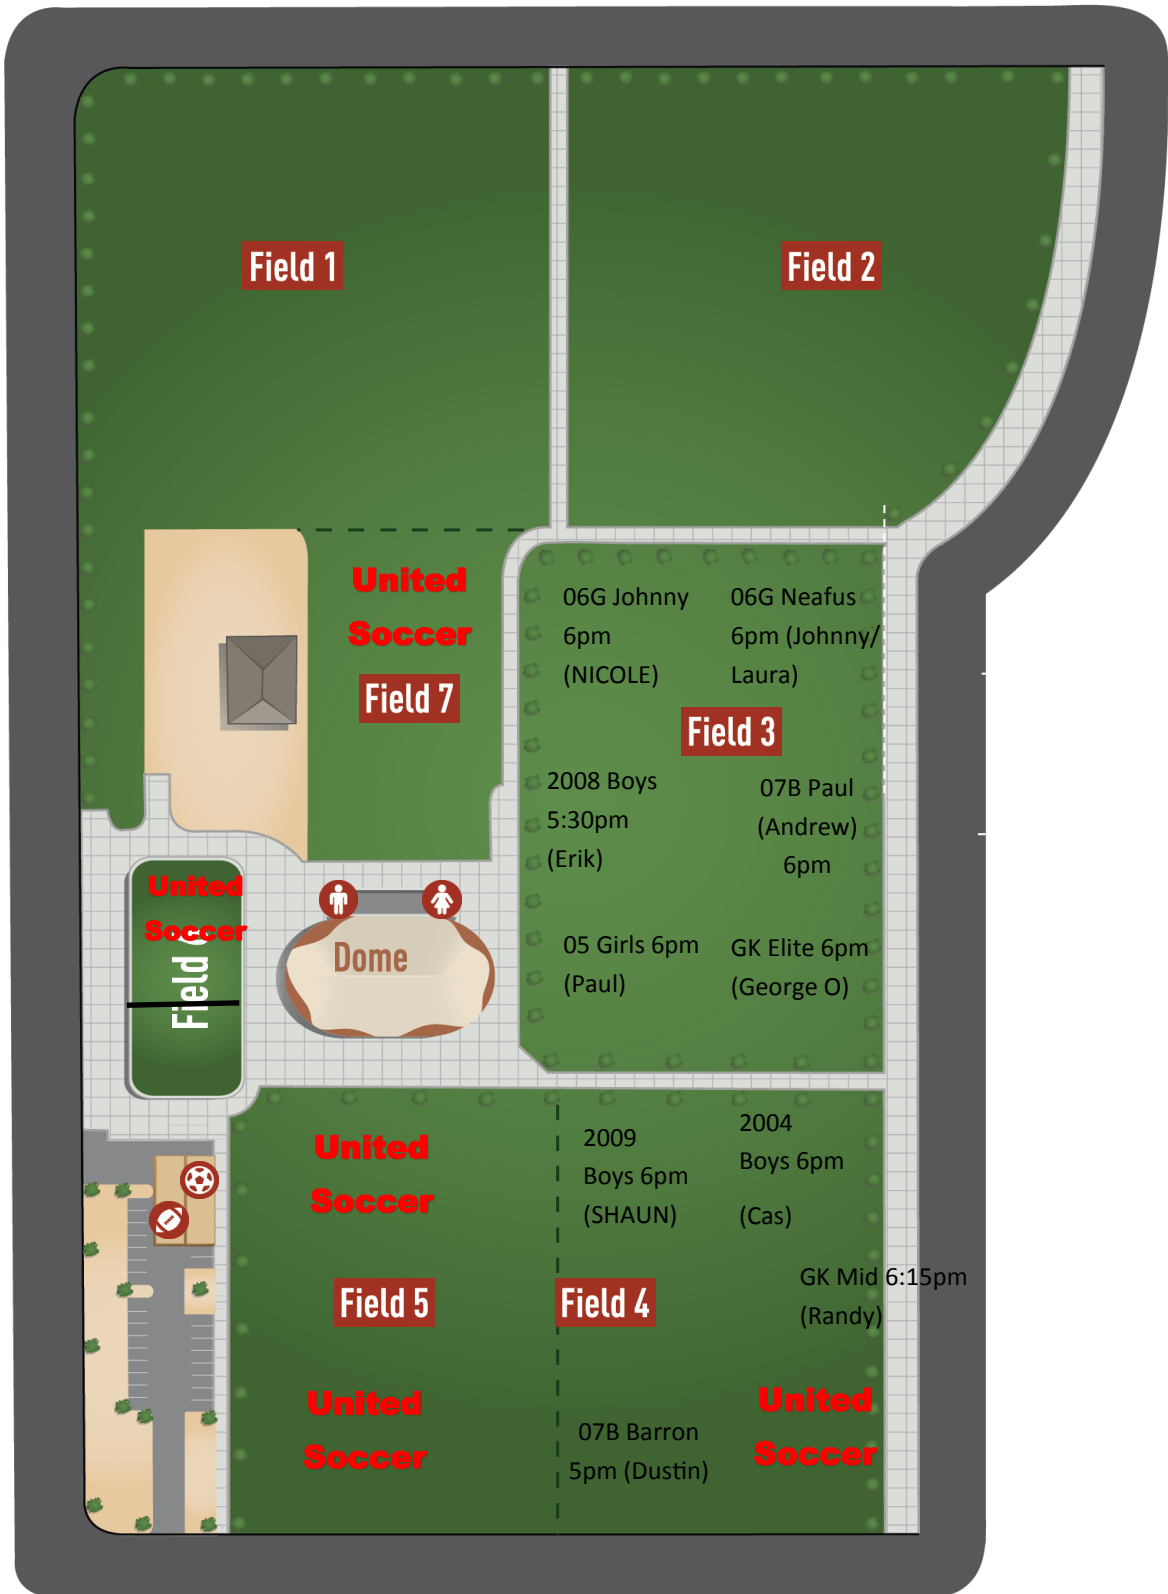 Field 1
Field 2
United
Soccer
Field 7
06G Johnny
6pm
(NICOLE)
06G Neafus
6pm (Johnny/
Laura)
Field 3
2008 Boys
5:30pm
(Erik)
07B Paul
(Andrew)
6pm
05 Girls 6pm
(Paul)
GK Elite 6pm
(George O)
United
Soccer
Field
Dome
United
Soccer
2009
Boys 6pm
(SHAUN)
2004
Boys 6pm
(Cas)
GK Mid 6:15pm
(Randy)
Field 5
Field 4
United
Soccer
07B Barron
5pm (Dustin)
United
Soccer